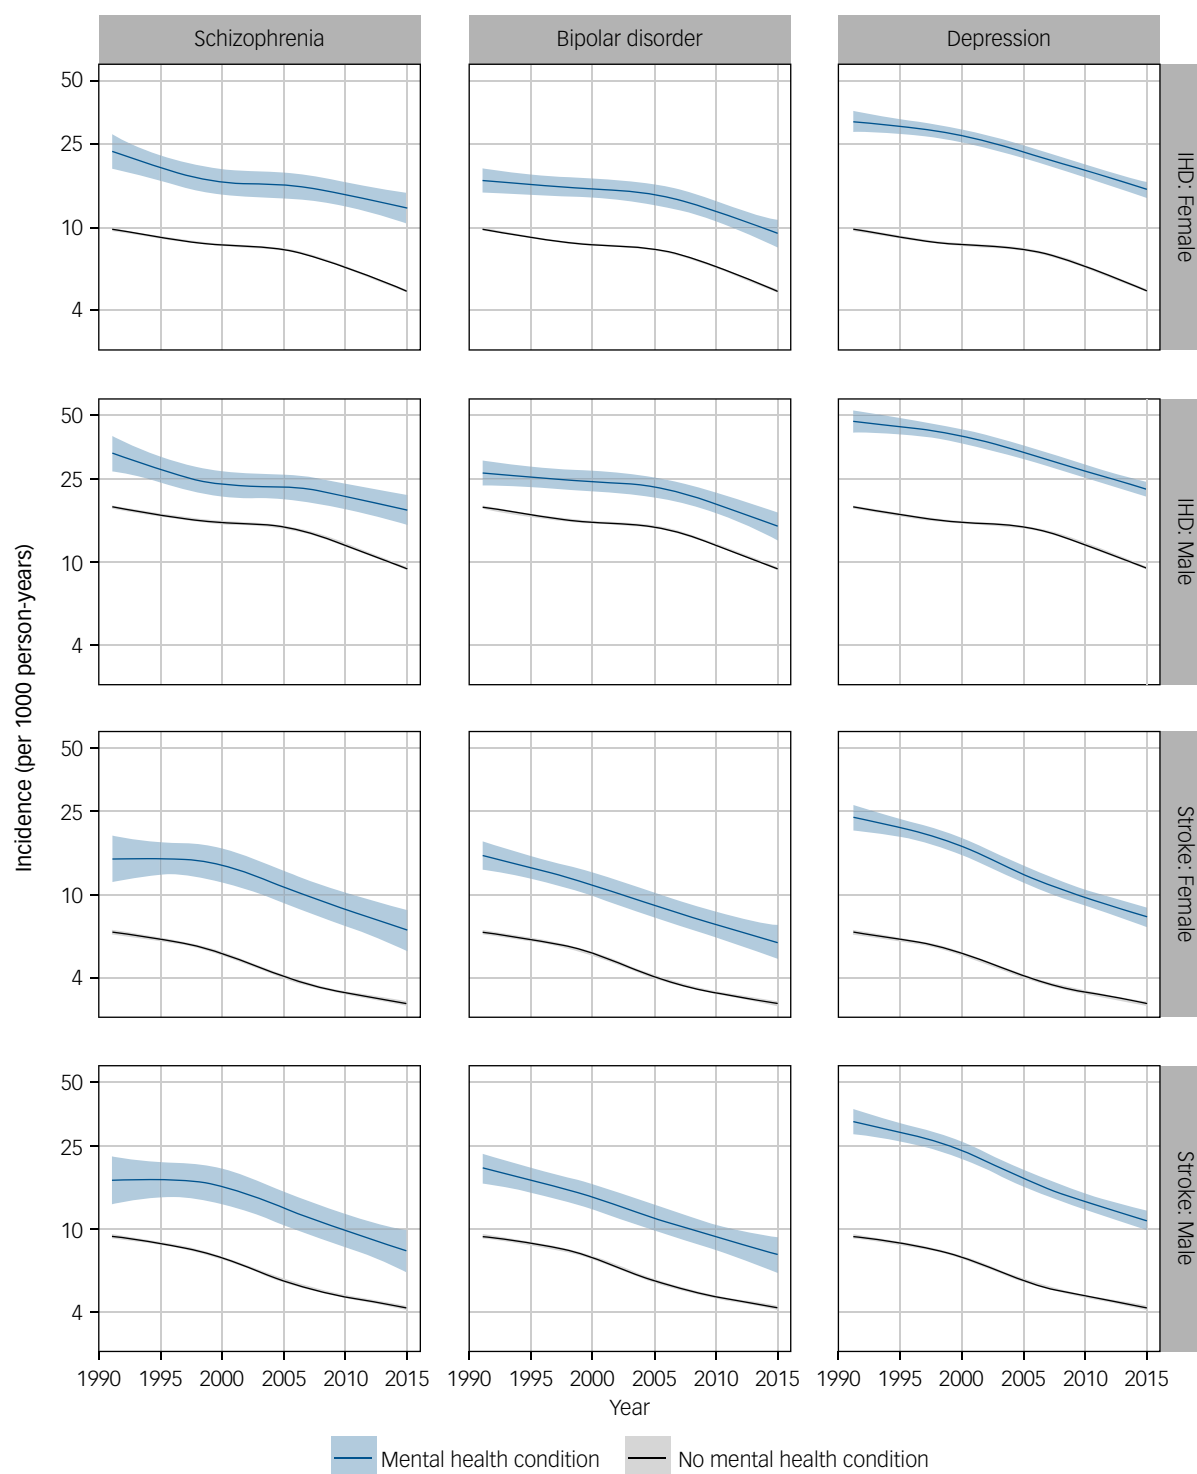 Schizophrenia Bipolar disorder Depression
50
25
10
4
IHD: Female
50
25
10
4
IHD: Male
Incidence (per 1000 person-years)
50
25
10
4
Stroke: Female
50
25
10
4
Stroke: Male
1990 1995 2000 2005 2010 2015 1990 1995 2000 2005 2010 2015 1990 1995 2000 2005 2010 2015
Year
Mental health condition No mental health condition